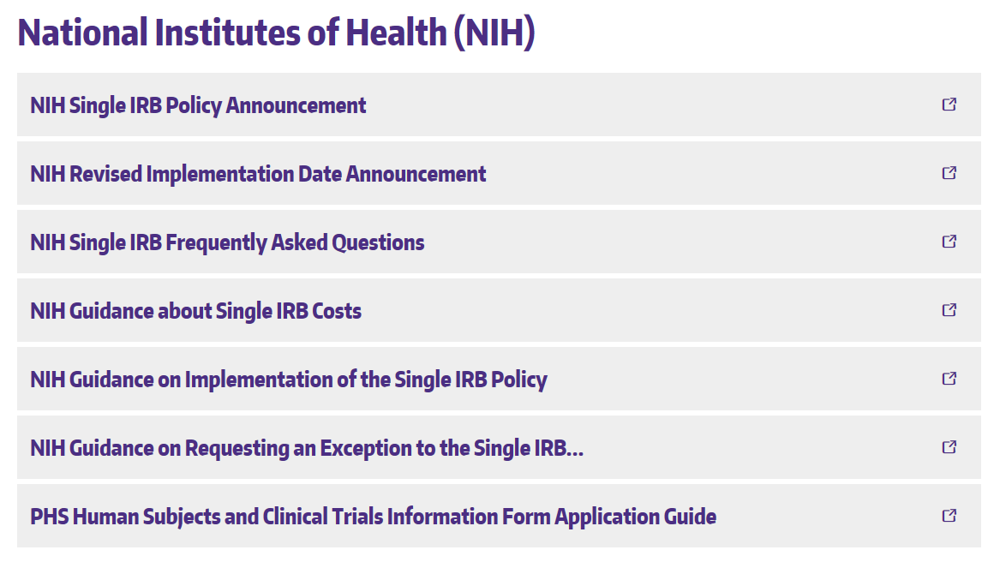 National Institutes of Health (NIH)
NIH Single IRB Policy Announcement
NIH Revised Implementation Date Announcement
NIH Single IRB Frequently Asked Questions
NIH Guidance about Single IRB Costs
NIH Guidance on Implementation of the Single IRB Policy
NIH Guidance on Requesting an Exception to the Single IRB...
PHS Human Subjects and Clinical Trials Information Form Application Guide